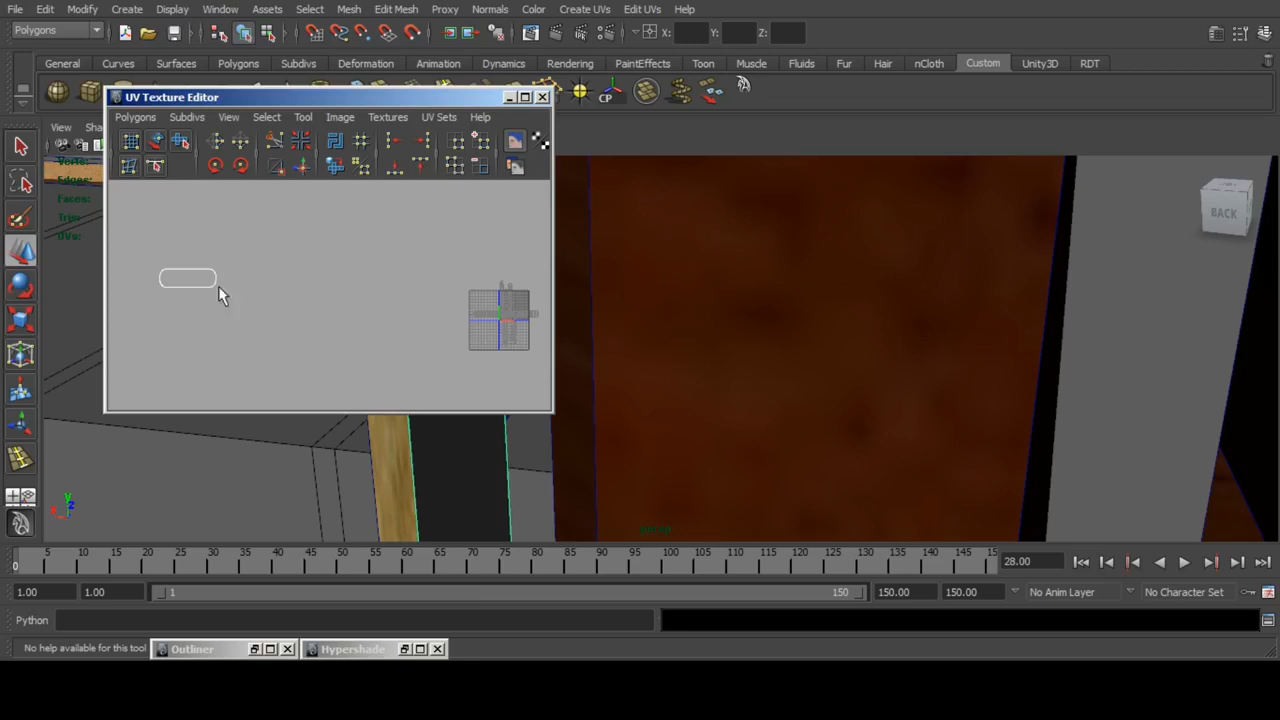 File Edit Modify Create Display Window Assets Select Mesh Edit Mesh Proxy Normals Color Create UVs Edit UVs Help
Polygons X: Y: Z:
General Curves Surfaces Polygons Subdivs Deformation Animation Dynamics Rendering PaintEffects Toon Muscle Fluids Fur Hair nCloth Custom Unity3D RDT
CP
UV Texture Editor
Polygons Subdivs View Select Tool Image Textures UV Sets Help
View Sha
Verts:
Edges:
Faces:
Tris:
UVs:
BACK
persp
y
z
5 10 15 20 25 30 35 40 45 50 55 60 65 70 75 80 85 90 95 100 105 110 115 120 125 130 135 140 145 15
0
28.00
1.00 1.00 1 150 150.00 150.00 No Anim Layer No Character Set
Python
No help available for this tool
Outliner Hypershade